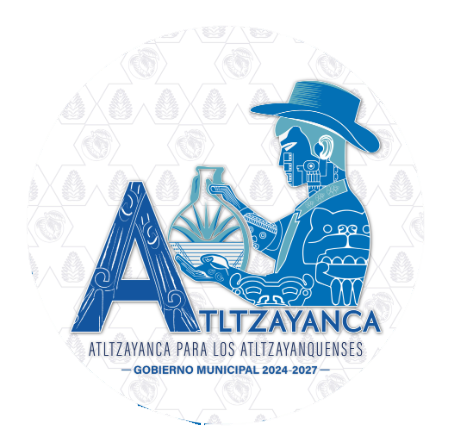 ATLTZAYANCA
ATLTZAYANCA PARA LOS ATLTZAYANQUENSES
— GOBIERNO MUNICIPAL 2024-2027 —